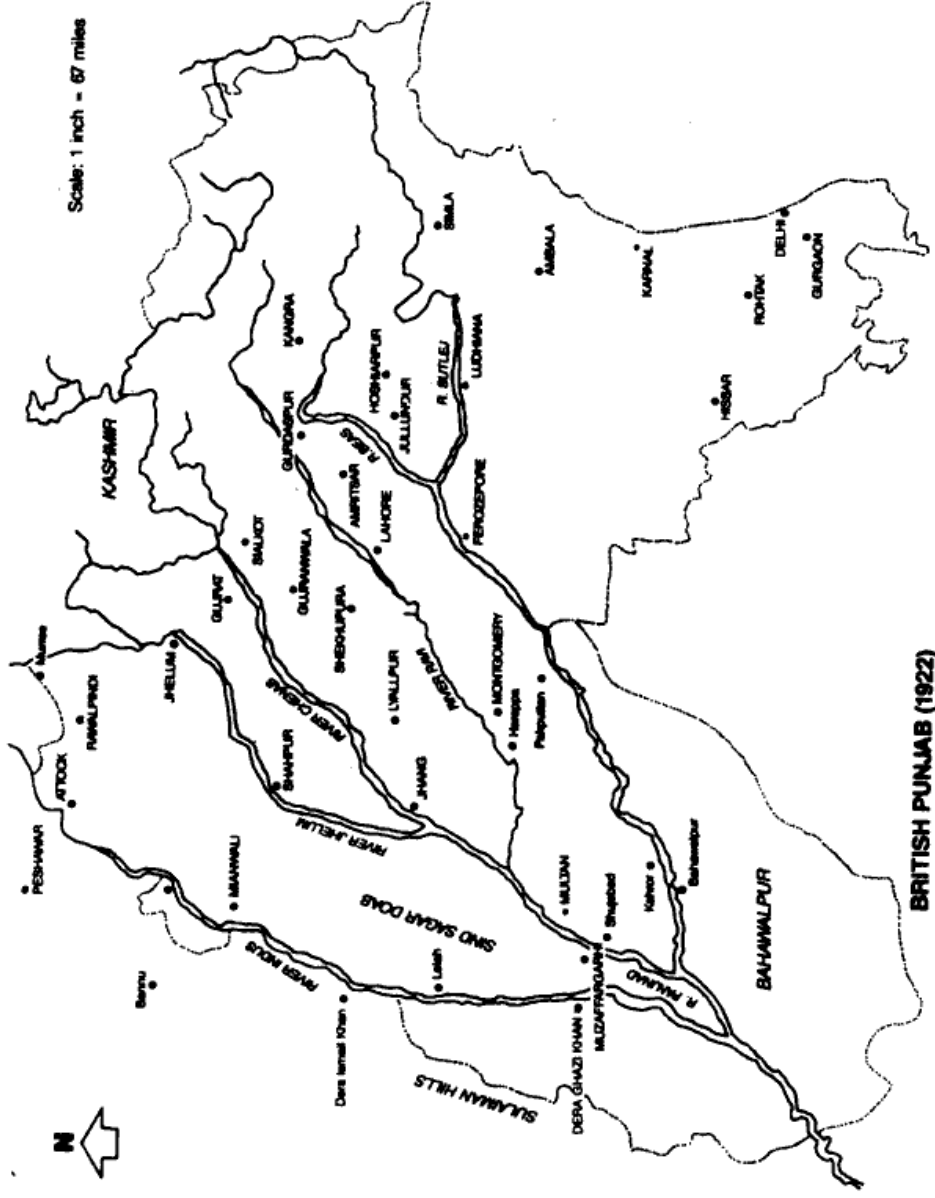 Scale: 1 inch = 67 miles
N
PESHAWAR
ATTOCK
RAWALPINDI
Murree
KASHMIR
Bannu
MIANWALI
JHELUM
GUJRAT
SIALKOT
SHAHPUR
GUJRANWALA
GURDASPUR
KANGRA
RIVER INDUS
RIVER JHELUM
RIVER CHENAB
SHEIKHUPURA
AMRITSAR
R. BEAS
HOSHIARPUR
Dera Ismail Khan
SIND SAGAR DOAB
JHANG
LYALLPUR
LAHORE
JULLUNDUR
SIMLA
SULAIMAN HILLS
Leiah
RIVER RAVI
R. SUTLEJ
LUDHIANA
FEROZEPORE
MONTGOMERY
Harappa
Pakpattan
AMBALA
MULTAN
DERA GHAZI KHAN
MUZAFFARGARH
Shujabad
KARNAL
R. PANJNAD
Bahawalpur
HISSAR
ROHTAK
DELHI
GURGAON
BAHAWALPUR
BRITISH PUNJAB (1922)